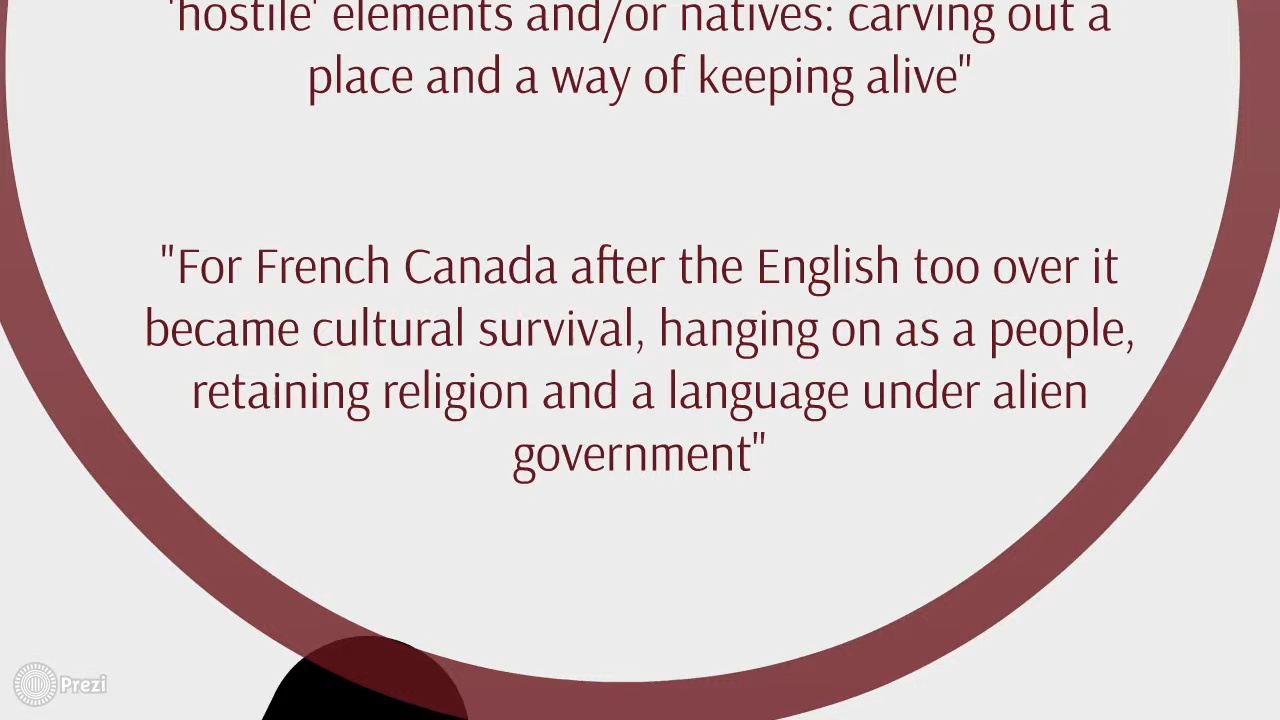 'hostile' elements and/or natives: carving out a
place and a way of keeping alive"
"For French Canada after the English too over it
became cultural survival, hanging on as a people,
retaining religion and a language under alien
government"
Prezi